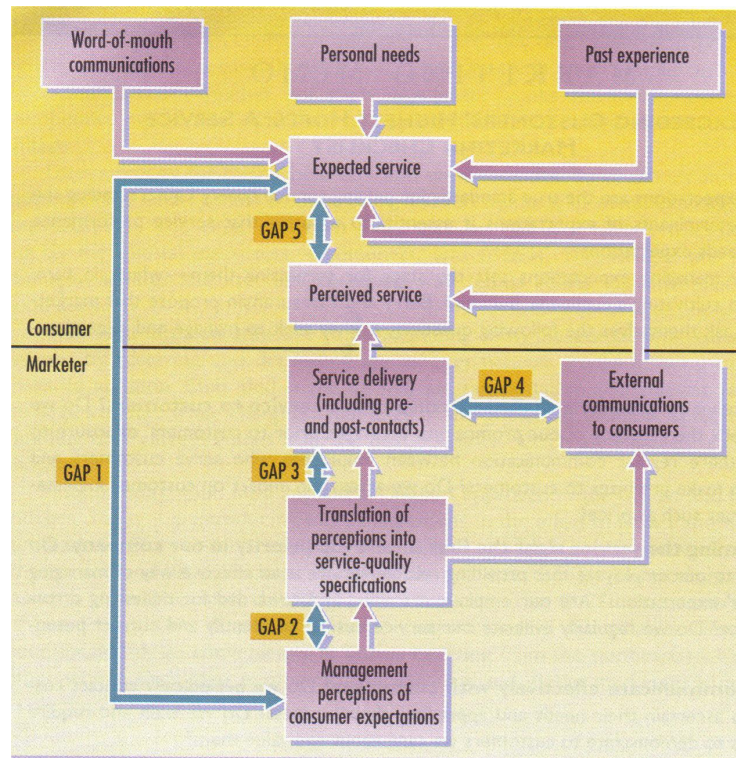 Word-of-mouth
communications
Personal needs
Past experience
Expected service
GAP 5
Perceived service
Consumer
Marketer
Service delivery
(including pre-
and post-contacts)
GAP 4
External
communications
to consumers
GAP 1
GAP 3
Translation of
perceptions into
service-quality
specifications
GAP 2
Management
perceptions of
consumer expectations